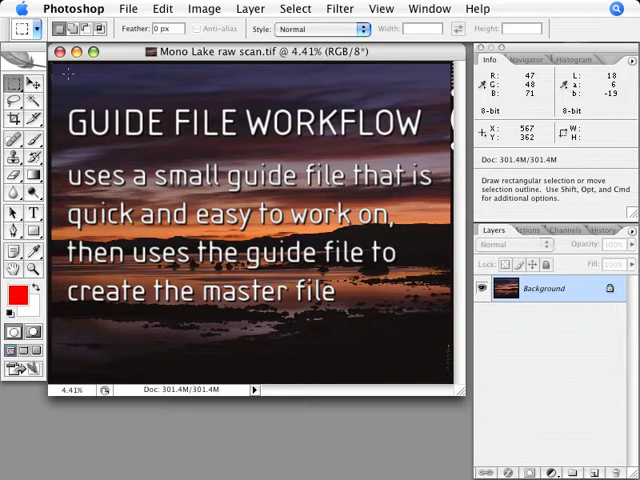 Photoshop File Edit Image Layer Select Filter View Window Help
Feather: 0 px Anti-alias Style: Normal Width: Height:
Mono Lake raw scan.tif @ 4.41% (RGB/8*)
GUIDE FILE WORKFLOW
uses a small guide file that is
quick and easy to work on,
then uses the guide file to
create the master file
4.41% Doc: 301.4M/301.4M
Info Navigator Histogram
R: 47 L: 18
G: 48 a: 6
B: 71 b: -19
8-bit 8-bit
X: 567 W:
Y: 362 H:
Doc: 301.4M/301.4M
Draw rectangular selection or move
selection outline. Use Shift, Opt, and Cmd
for additional options.
Layers Actions Channels History
Normal Opacity: 100%
Lock: Fill: 100%
Background